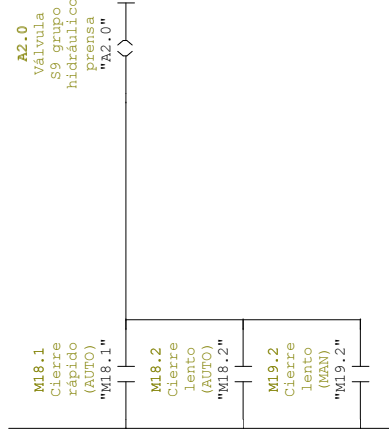 A2.0
Válvula
S9 grupo
hidráulico
prensa
"A2.0"
M18.1
Cierre
rápido
(AUTO)
"M18.1"
M18.2
Cierre
lento
(AUTO)
"M18.2"
M19.2
Cierre
lento
(MAN)
"M19.2"